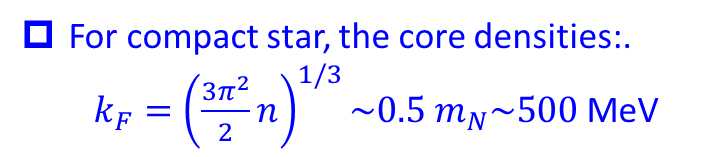 ❑ For compact star, the core densities:.
k_F = (3π²/2 n)^{1/3} ~0.5 m_N~500 MeV